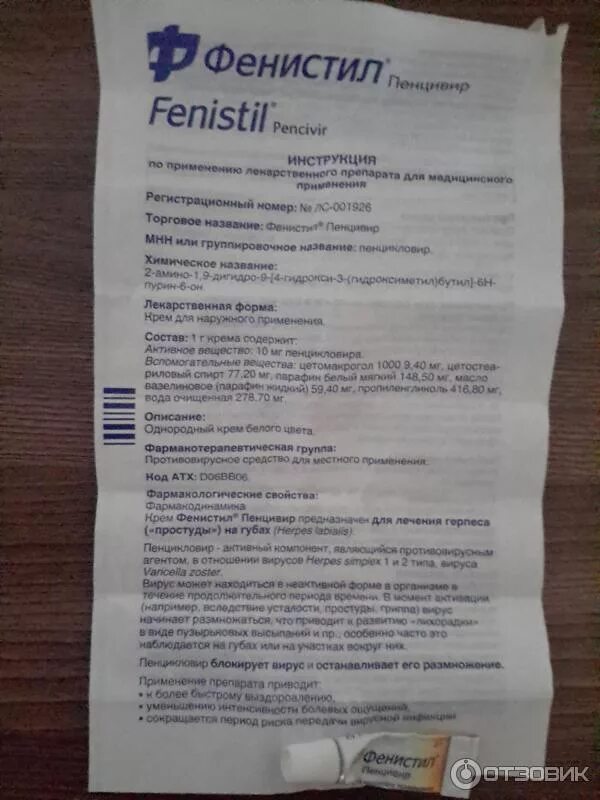 Фенистил® Пенцивир
Fenistil® Pencivir
ИНСТРУКЦИЯ
по применению лекарственного препарата для медицинского
применения
Регистрационный номер: № ЛС-001926
Торговое название: Фенистил® Пенцивир
МНН или группировочное название: пенцикловир.
Химическое название:
2-амино-1,9-дигидро-9-[4-гидрокси-3-(гидроксиметил)бутил]-6Н-
пурин-6-он.
Лекарственная форма:
Крем для наружного применения.
Состав: 1 г крема содержит:
Активное вещество: 10 мг пенцикловира.
Вспомогательные вещества: цетомакрогол 1000 9,40 мг, цетостеа-
риловый спирт 77,20 мг, парафин белый мягкий 148,50 мг, масло
вазелиновое (парафин жидкий) 59,40 мг, пропиленгликоль 416,80 мг,
вода очищенная 278,70 мг.
Описание:
Однородный крем белого цвета.
Фармакотерапевтическая группа:
Противовирусное средство для местного применения.
Код АТХ: D06BB06.
Фармакологические свойства:
Фармакодинамика
Крем Фенистил® Пенцивир предназначен для лечения герпеса
(«простуды») на губах (Herpes labialis).
Пенцикловир - активный компонент, являющийся противовирусным
агентом, в отношении вирусов Herpes simplex 1 и 2 типа, вируса
Varicella zoster.
Вирус может находиться в неактивной форме в организме в
течение продолжительного периода времени. В момент активации
(например, вследствие усталости, простуды, гриппа) вирус
начинает размножаться, что приводит к развитию «лихорадки»
в виде пузырьковых высыпаний и пр., особенно часто это
наблюдается на губах или на участках вокруг них.
Пенцикловир блокирует вирус и останавливает его размножение.
Применение препарата приводит:
• к более быстрому выздоровлению,
• уменьшению интенсивности болевых ощущений,
• сокращается период риска передачи вирусной инфекции
Фенистил
Пенцивир
ОТЗОВИК